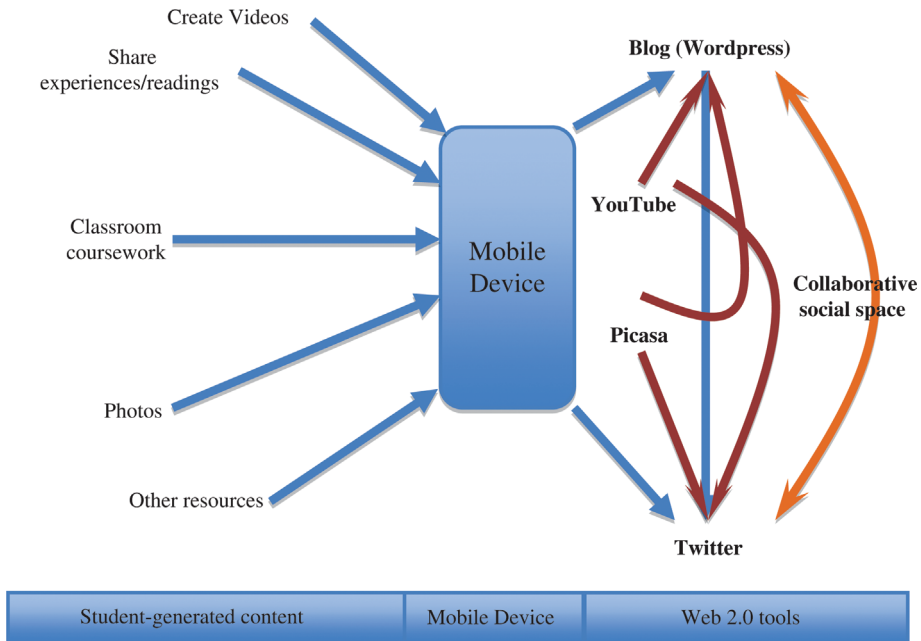 Create Videos
Share
experiences/readings
Classroom
coursework
Photos
Other resources
Mobile
Device
Blog (Wordpress)
YouTube
Collaborative
social space
Picasa
Twitter
Student-generated content
Mobile Device
Web 2.0 tools